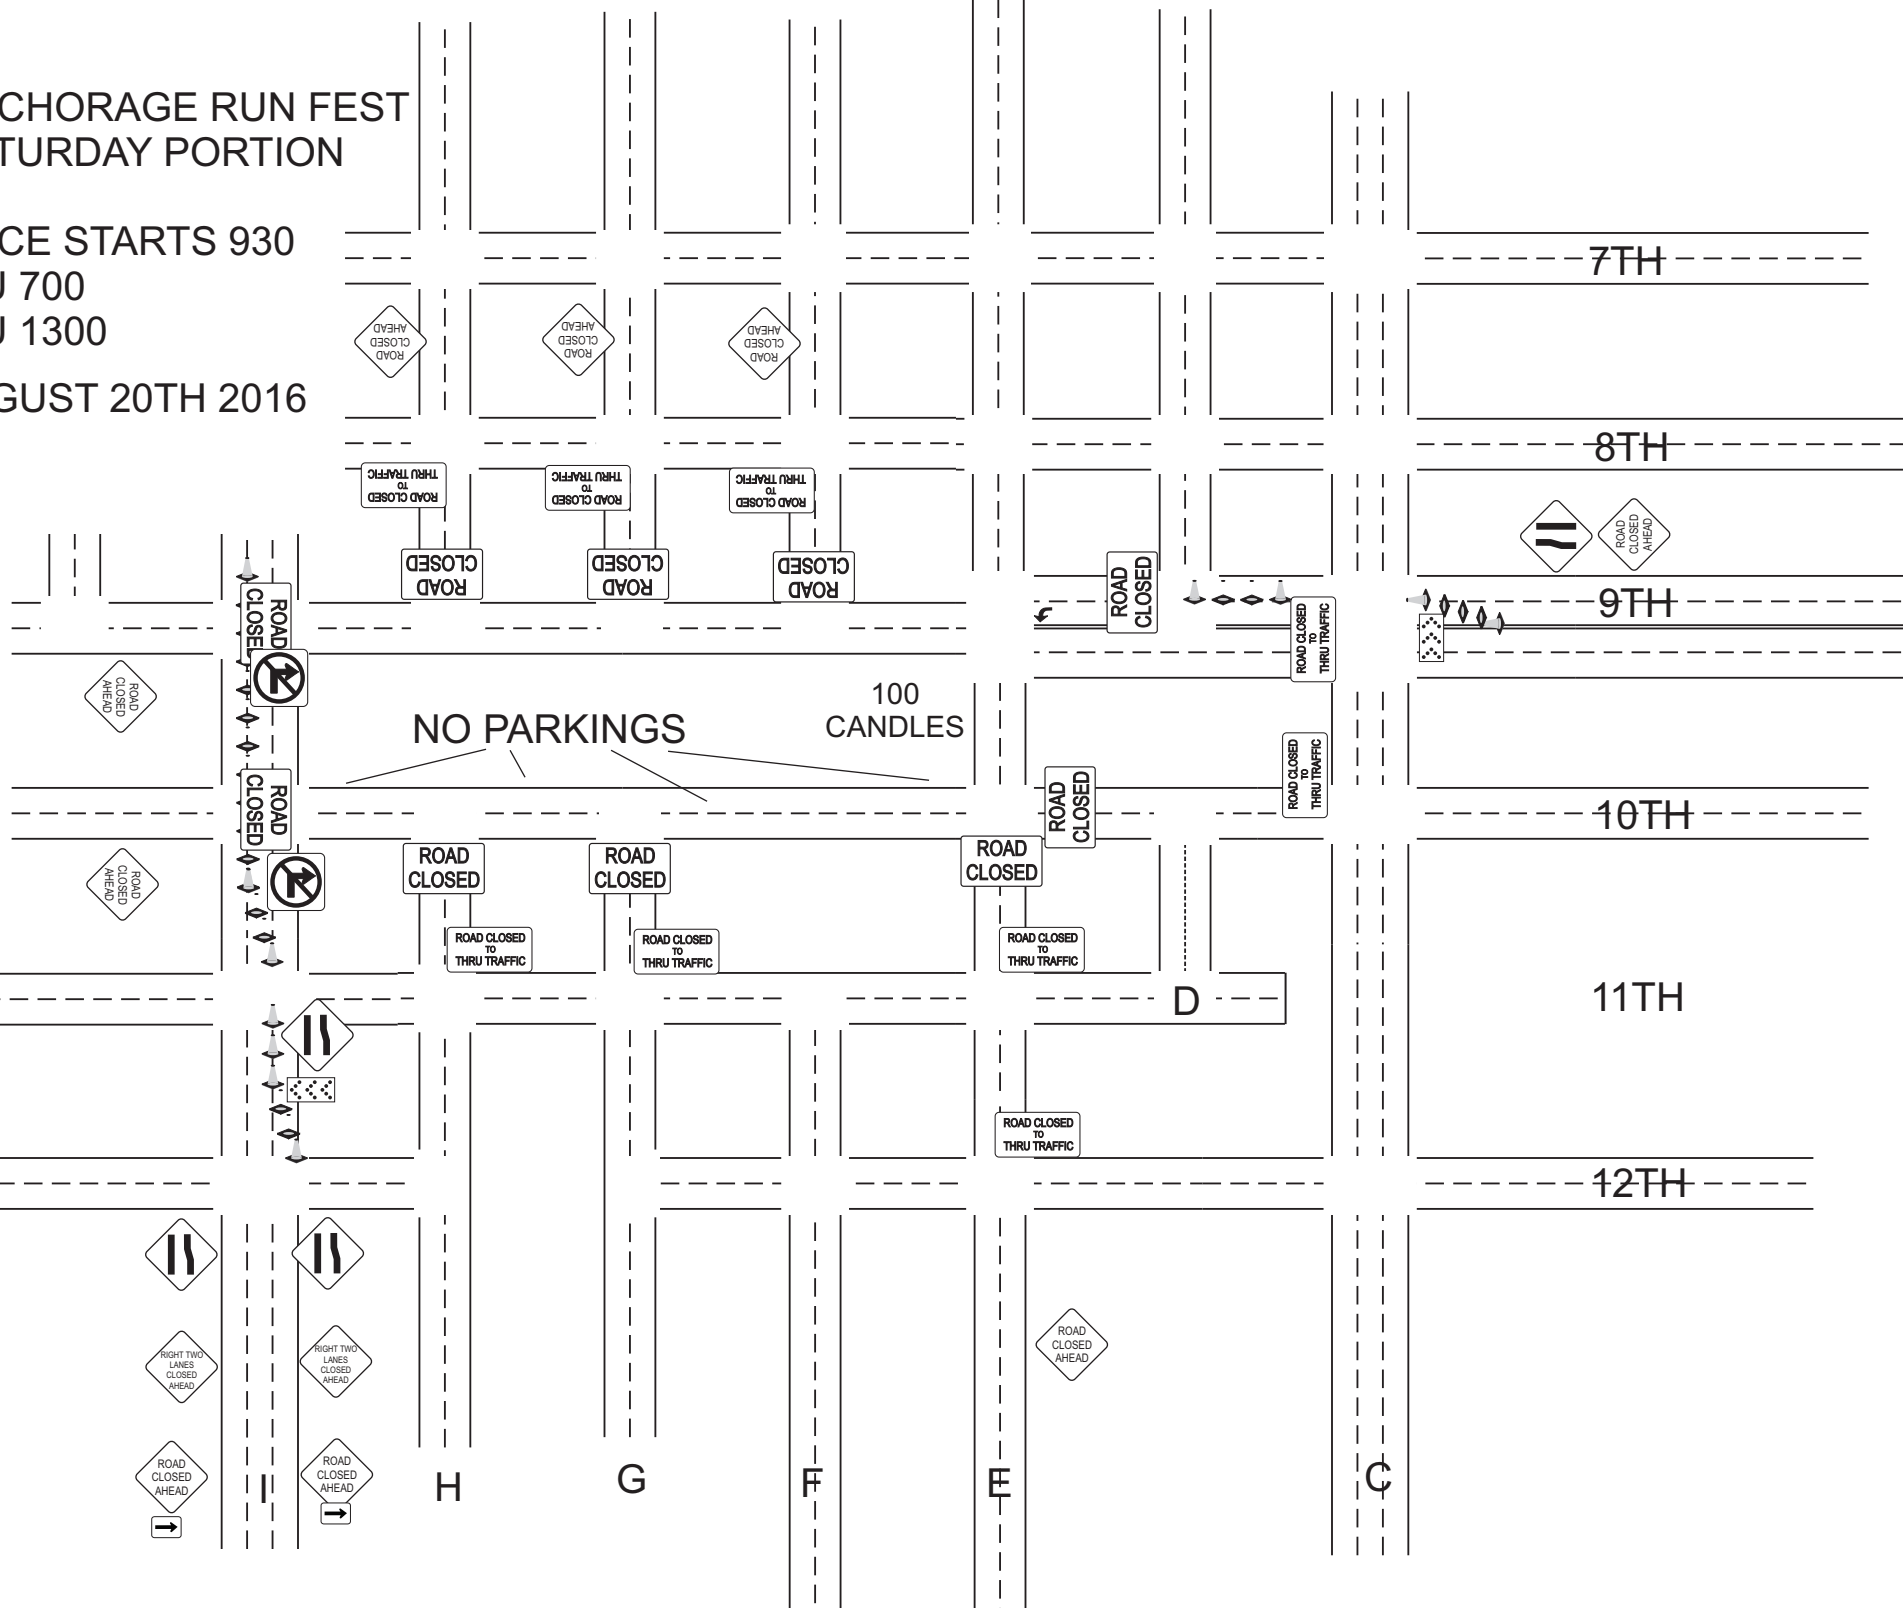 CHORAGE RUN FEST
TURDAY PORTION
CE STARTS 930
U 700
U 1300
GUST 20TH 2016
7TH
ROAD
CLOSED
AHEAD
ROAD
CLOSED
AHEAD
ROAD
CLOSED
AHEAD
8TH
ROAD CLOSED
TO
THRU TRAFFIC
ROAD CLOSED
TO
THRU TRAFFIC
ROAD CLOSED
TO
THRU TRAFFIC
ROAD
CLOSED
AHEAD
ROAD
CLOSED
ROAD
CLOSED
ROAD
CLOSED
ROAD
CLOSED
ROAD
CLOSED
9TH
ROAD CLOSED
TO
THRU TRAFFIC
ROAD
CLOSED
AHEAD
100
CANDLES
NO PARKINGS
ROAD CLOSED
TO
THRU TRAFFIC
ROAD
CLOSED
ROAD
CLOSED
10TH
ROAD
CLOSED
AHEAD
ROAD
CLOSED
ROAD
CLOSED
ROAD
CLOSED
ROAD CLOSED
TO
THRU TRAFFIC
ROAD CLOSED
TO
THRU TRAFFIC
ROAD CLOSED
TO
THRU TRAFFIC
D
11TH
ROAD CLOSED
TO
THRU TRAFFIC
12TH
RIGHT TWO
LANES
CLOSED
AHEAD
RIGHT TWO
LANES
CLOSED
AHEAD
ROAD
CLOSED
AHEAD
ROAD
CLOSED
AHEAD
ROAD
CLOSED
AHEAD
I
H
G
F
E
C